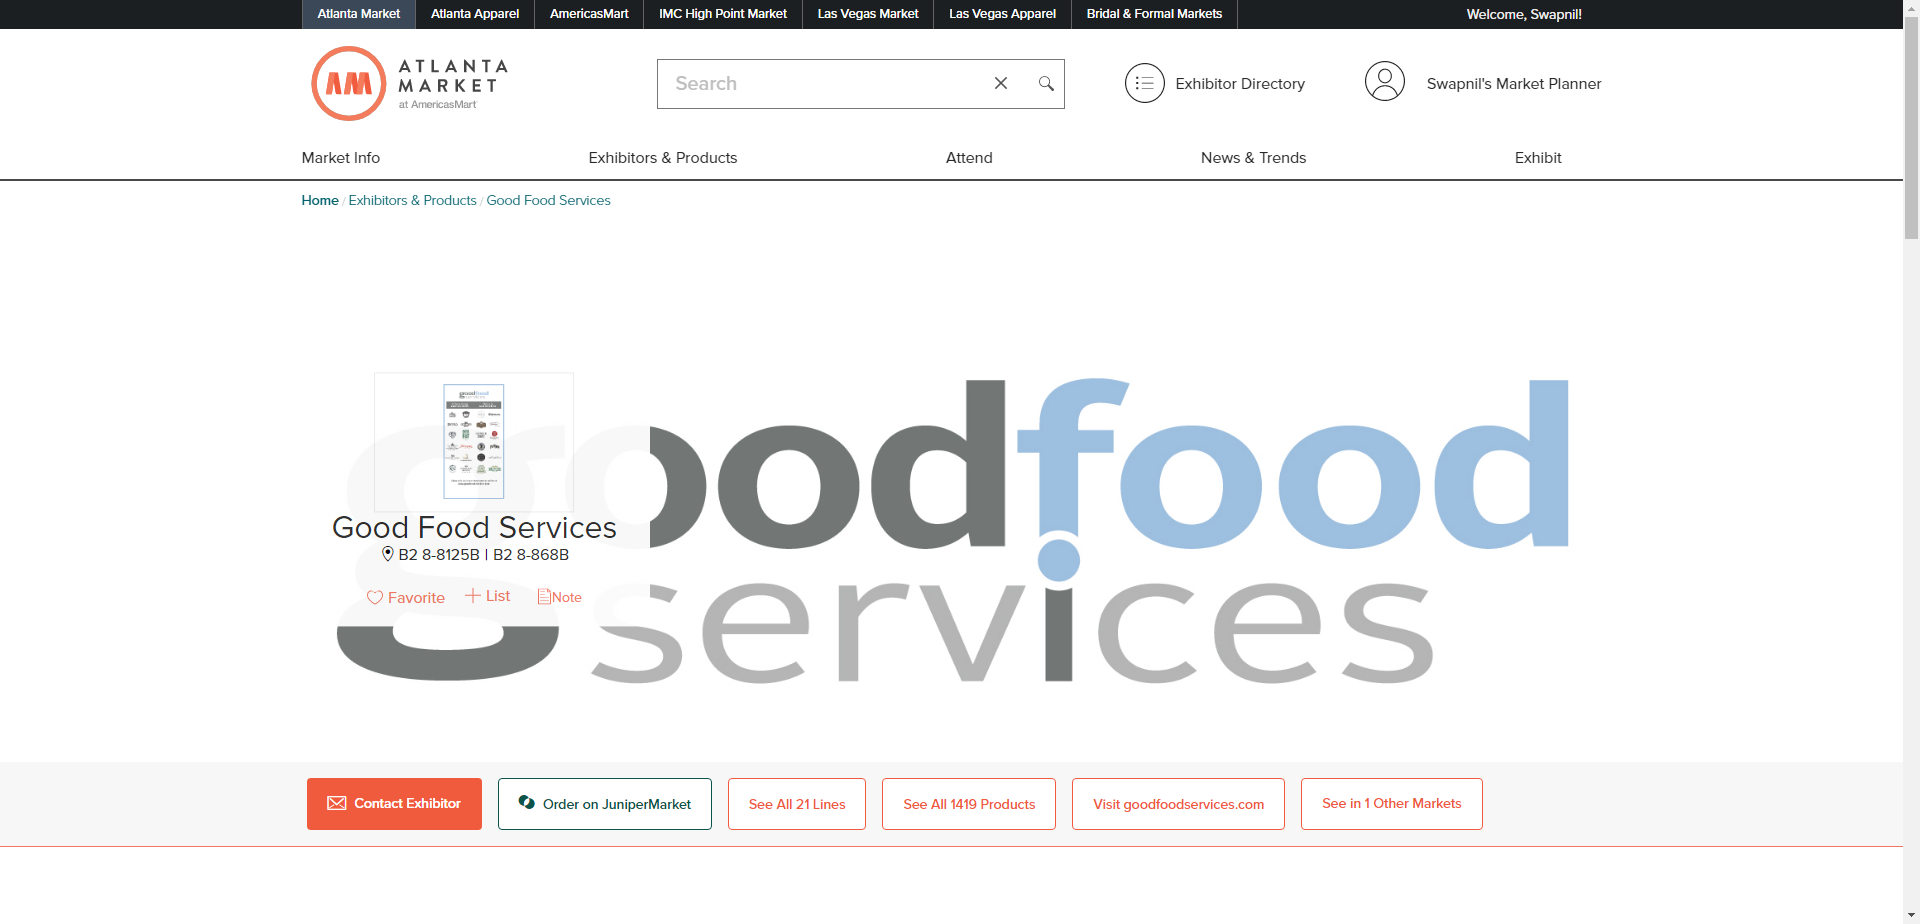 Atlanta Market Atlanta Apparel AmericasMart IMC High Point Market Las Vegas Market Las Vegas Apparel Bridal & Formal Markets Welcome, Swapnil!
AM ATLANTA
MARKET
at AmericasMart
Search
Exhibitor Directory
Swapnil's Market Planner
Market Info Exhibitors & Products Attend News & Trends Exhibit
Home / Exhibitors & Products / Good Food Services
goodfood
services
goodfood
services
Good Food Services
B2 8-8125B | B2 8-868B
Favorite List Note
Contact Exhibitor Order on JuniperMarket See All 21 Lines See All 1419 Products Visit goodfoodservices.com See in 1 Other Markets